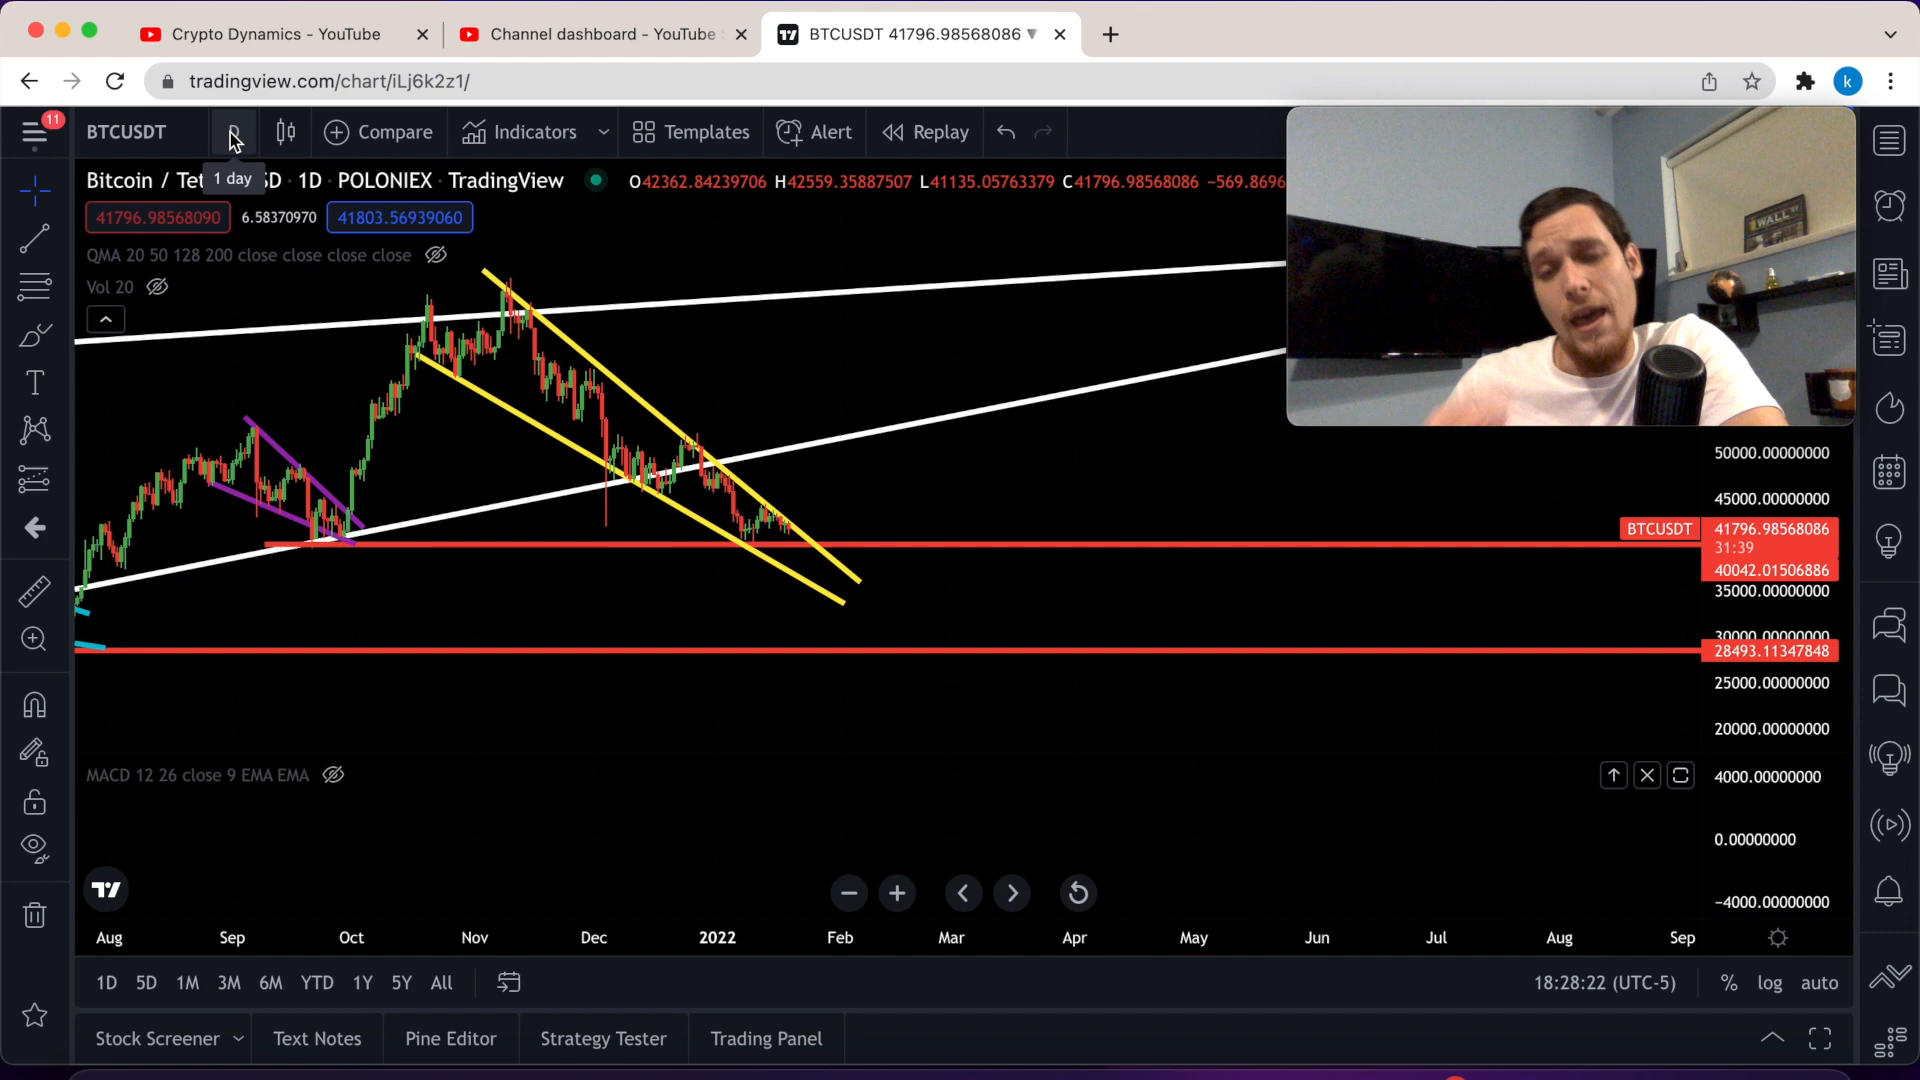 Crypto Dynamics - YouTube
Channel dashboard - YouTube
BTCUSDT 41796.98568086 ▼
tradingview.com/chart/iLj6k2z1/
k
11
BTCUSDT
D
Compare
Indicators
Templates
Alert
Replay
1 day
Bitcoin / Tet SD · 1D · POLONIEX · TradingView
O42362.84239706 H42559.35887507 L41135.05763379 C41796.98568086 −569.8696
41796.98568090
6.58370970
41803.56939060
QMA 20 50 128 200 close close close close
Vol 20
WALL
50000.00000000
45000.00000000
BTCUSDT
41796.98568086
31:39
40042.01506886
35000.00000000
30000.00000000
28493.11347848
25000.00000000
20000.00000000
MACD 12 26 close 9 EMA EMA
4000.00000000
0.00000000
−4000.00000000
Aug Sep Oct Nov Dec 2022 Feb Mar Apr May Jun Jul Aug Sep
1D 5D 1M 3M 6M YTD 1Y 5Y All
18:28:22 (UTC-5)
% log auto
Stock Screener
Text Notes
Pine Editor
Strategy Tester
Trading Panel